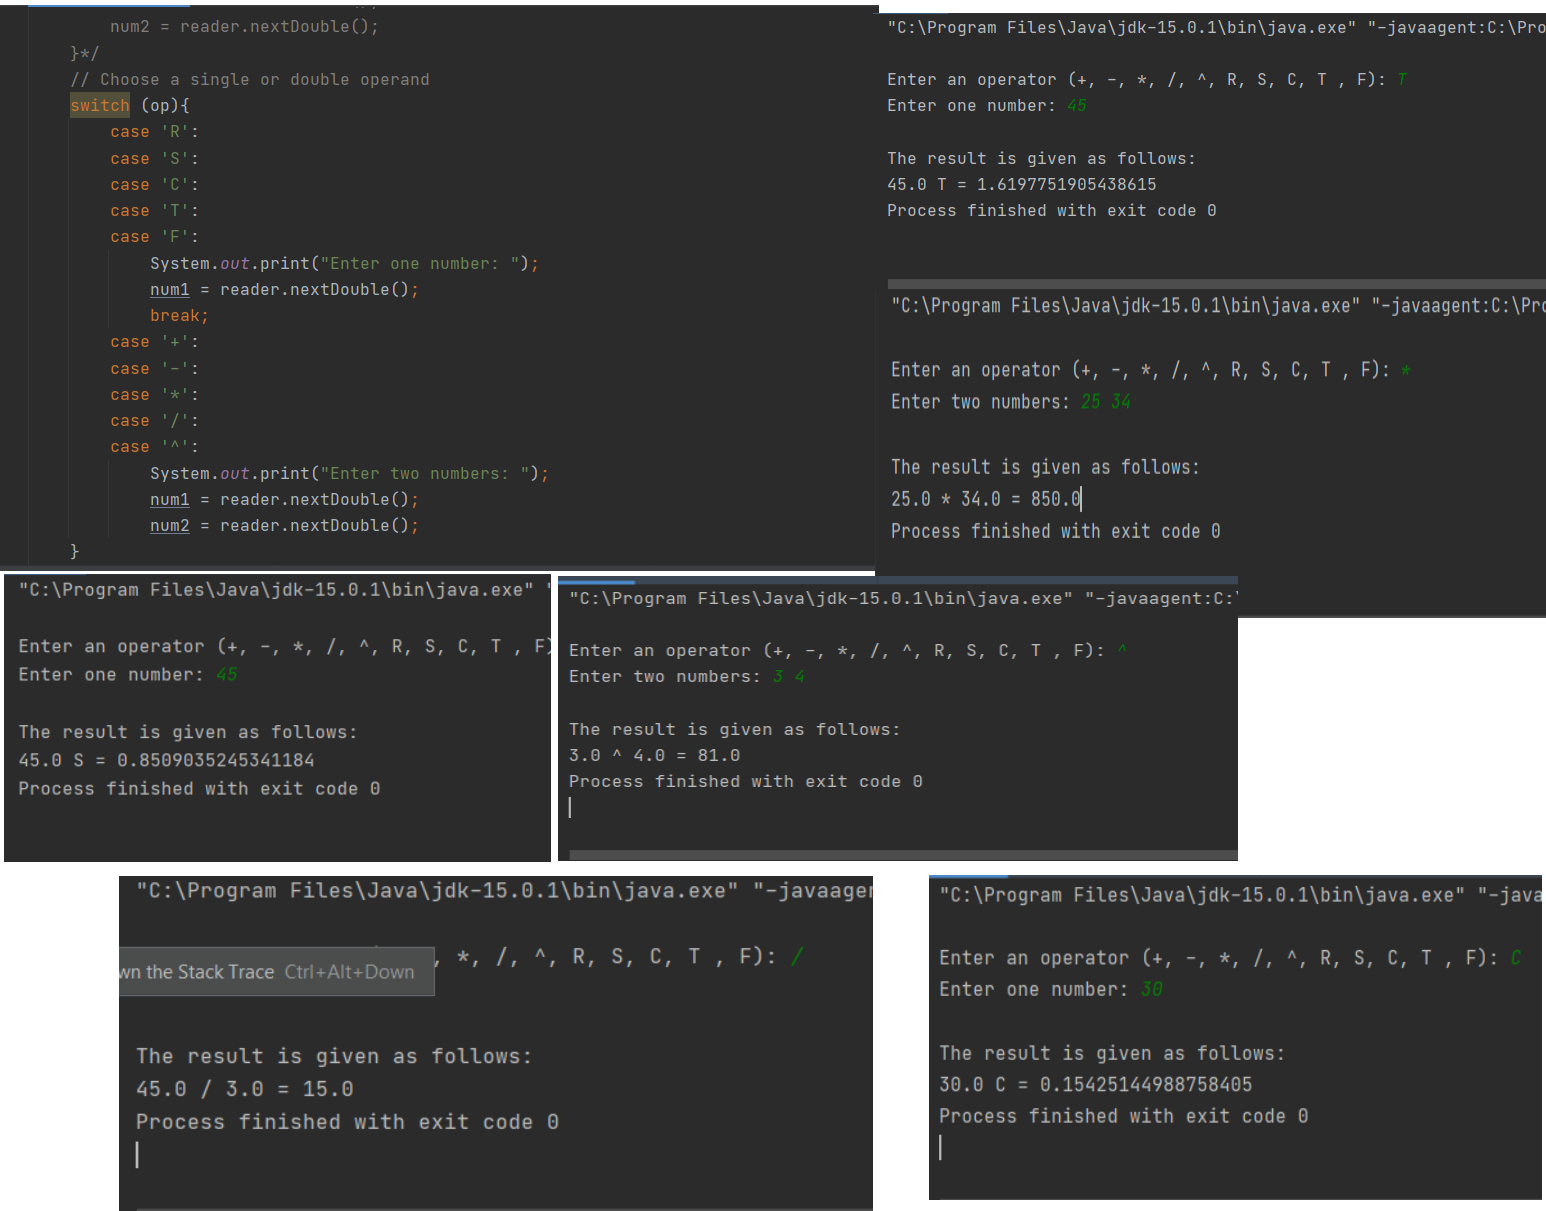 num2 = reader.nextDouble();
}*/
// Choose a single or double operand
switch (op){
case 'R':
case 'S':
case 'C':
case 'T':
case 'F':
System.out.print("Enter one number: ");
num1 = reader.nextDouble();
break;
case '+':
case '-':
case '*':
case '/':
case '^':
System.out.print("Enter two numbers: ");
num1 = reader.nextDouble();
num2 = reader.nextDouble();
}
"C:\Program Files\Java\jdk-15.0.1\bin\java.exe" "-javaagent:C:\Pro
Enter an operator (+, -, *, /, ^, R, S, C, T , F): T
Enter one number: 45
The result is given as follows:
45.0 T = 1.6197751905438615
Process finished with exit code 0
"C:\Program Files\Java\jdk-15.0.1\bin\java.exe" "-javaagent:C:\Pro
Enter an operator (+, -, *, /, ^, R, S, C, T , F): *
Enter two numbers: 25 34
The result is given as follows:
25.0 * 34.0 = 850.0
Process finished with exit code 0
"C:\Program Files\Java\jdk-15.0.1\bin\java.exe" "
Enter an operator (+, -, *, /, ^, R, S, C, T , F)
Enter one number: 45
The result is given as follows:
45.0 S = 0.8509035245341184
Process finished with exit code 0
"C:\Program Files\Java\jdk-15.0.1\bin\java.exe" "-javaagent:C:\
Enter an operator (+, -, *, /, ^, R, S, C, T , F): ^
Enter two numbers: 3 4
The result is given as follows:
3.0 ^ 4.0 = 81.0
Process finished with exit code 0
"C:\Program Files\Java\jdk-15.0.1\bin\java.exe" "-javaagen
, *, /, ^, R, S, C, T , F): /
wn the Stack Trace Ctrl+Alt+Down
The result is given as follows:
45.0 / 3.0 = 15.0
Process finished with exit code 0
"C:\Program Files\Java\jdk-15.0.1\bin\java.exe" "-java
Enter an operator (+, -, *, /, ^, R, S, C, T , F): C
Enter one number: 30
The result is given as follows:
30.0 C = 0.15425144988758405
Process finished with exit code 0